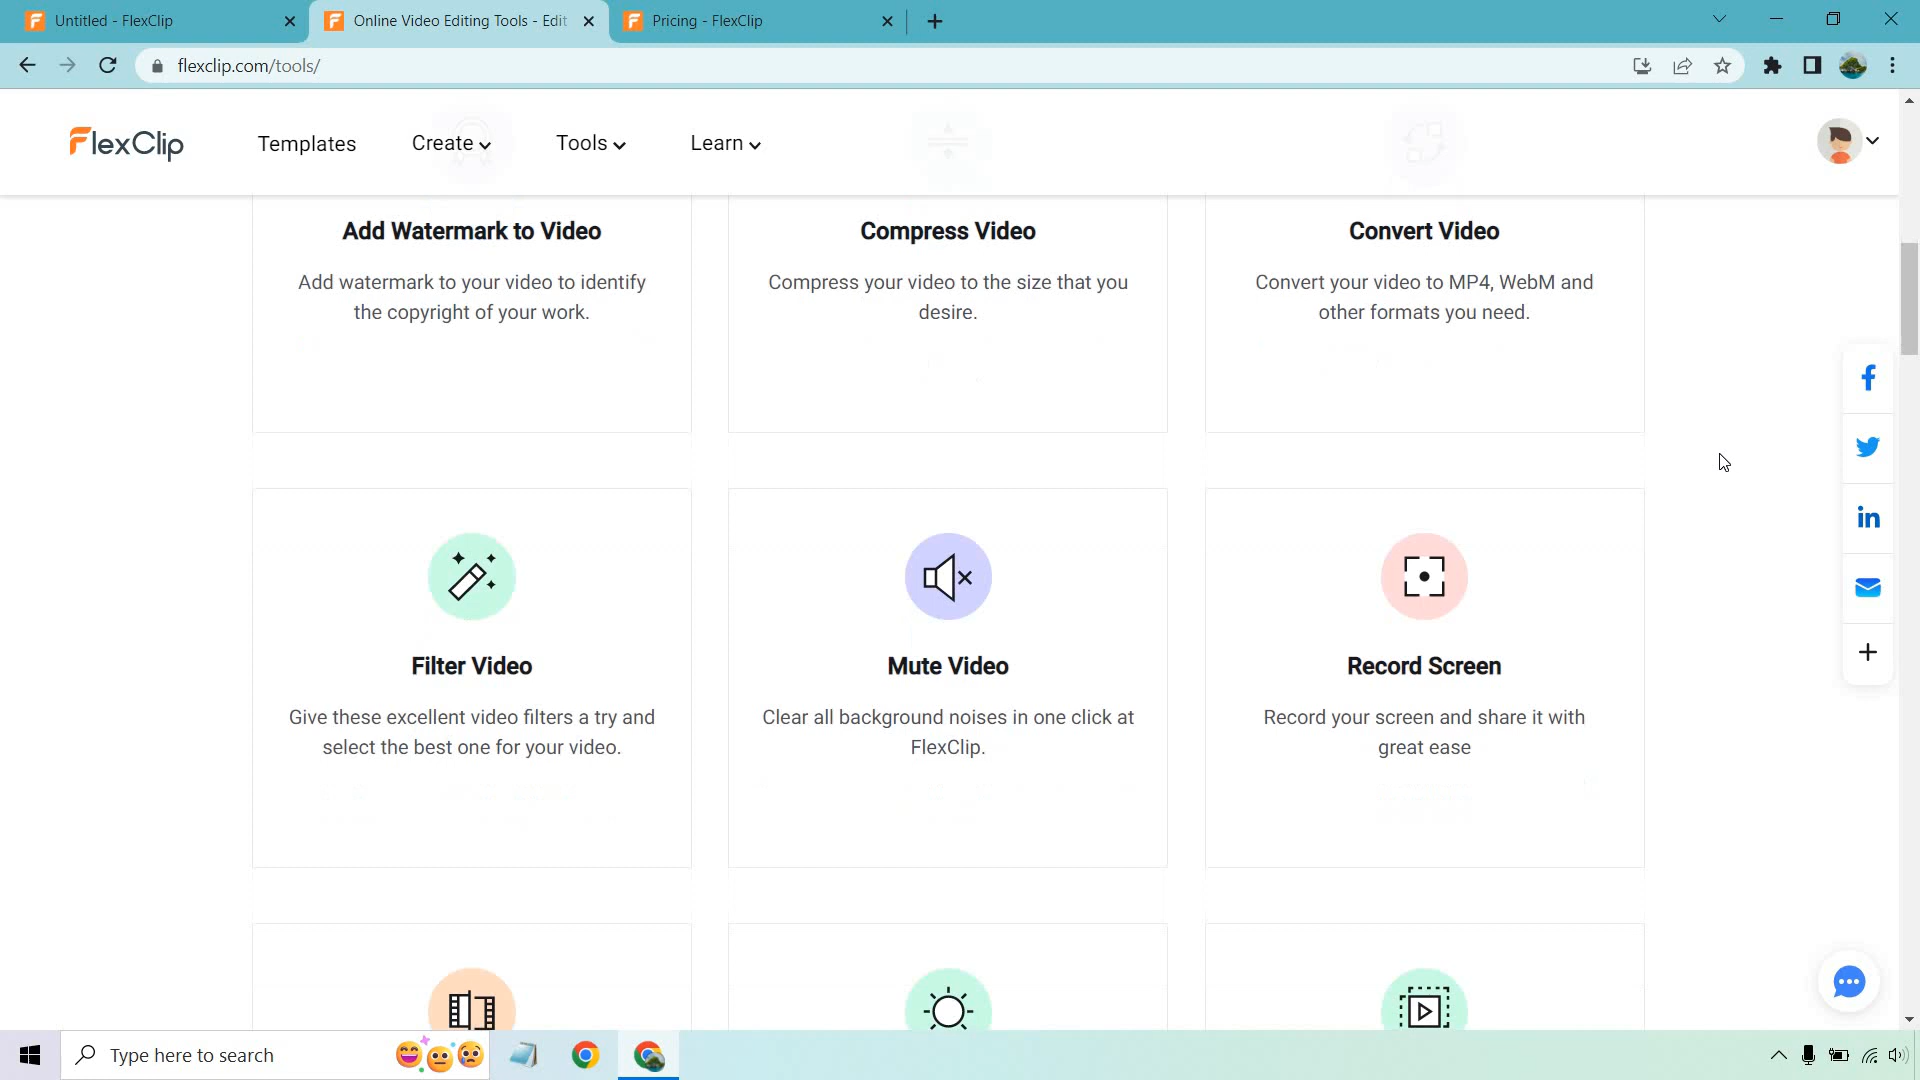 Untitled - FlexClip
Online Video Editing Tools - Edit
Pricing - FlexClip
flexclip.com/tools/
FlexClip
Templates
Create
Tools
Learn
Add Watermark to Video
Add watermark to your video to identify
the copyright of your work.
Compress Video
Compress your video to the size that you
desire.
Convert Video
Convert your video to MP4, WebM and
other formats you need.
Filter Video
Give these excellent video filters a try and
select the best one for your video.
Mute Video
Clear all background noises in one click at
FlexClip.
Record Screen
Record your screen and share it with
great ease
Type here to search